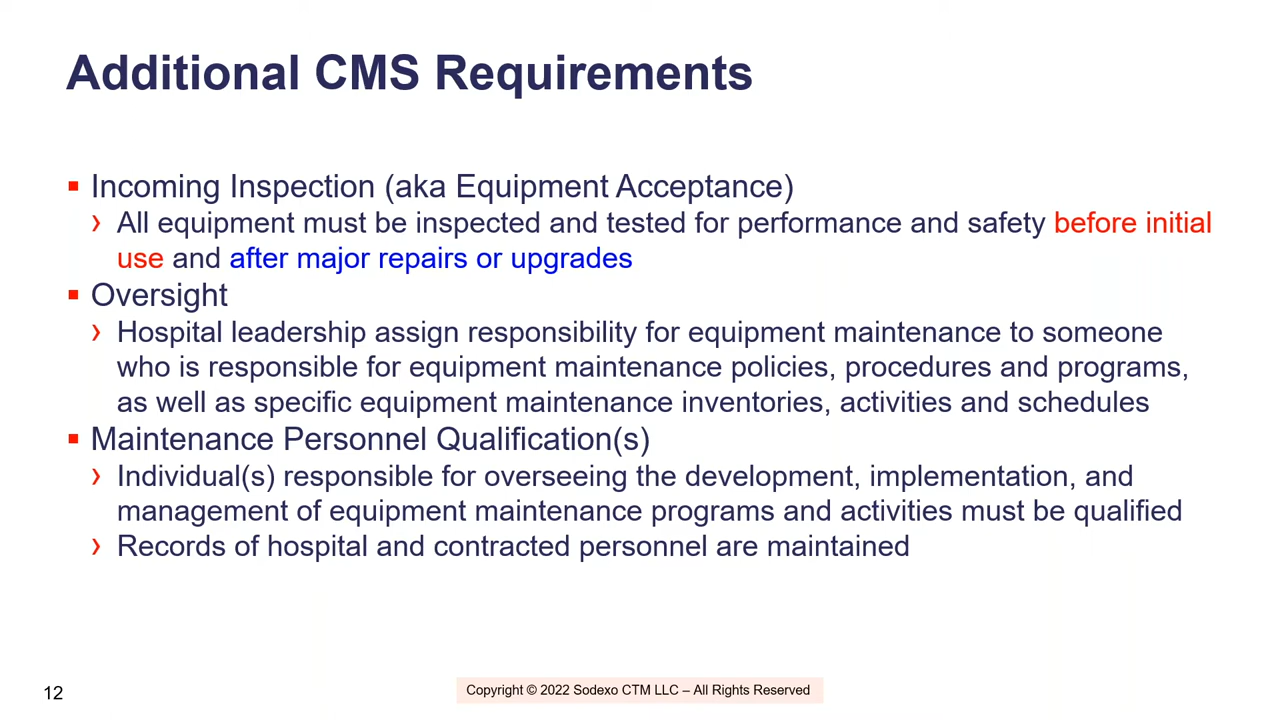 Additional CMS Requirements
▪ Incoming Inspection (aka Equipment Acceptance)
› All equipment must be inspected and tested for performance and safety before initial
use and after major repairs or upgrades
▪ Oversight
› Hospital leadership assign responsibility for equipment maintenance to someone
who is responsible for equipment maintenance policies, procedures and programs,
as well as specific equipment maintenance inventories, activities and schedules
▪ Maintenance Personnel Qualification(s)
› Individual(s) responsible for overseeing the development, implementation, and
management of equipment maintenance programs and activities must be qualified
› Records of hospital and contracted personnel are maintained
12
Copyright © 2022 Sodexo CTM LLC – All Rights Reserved